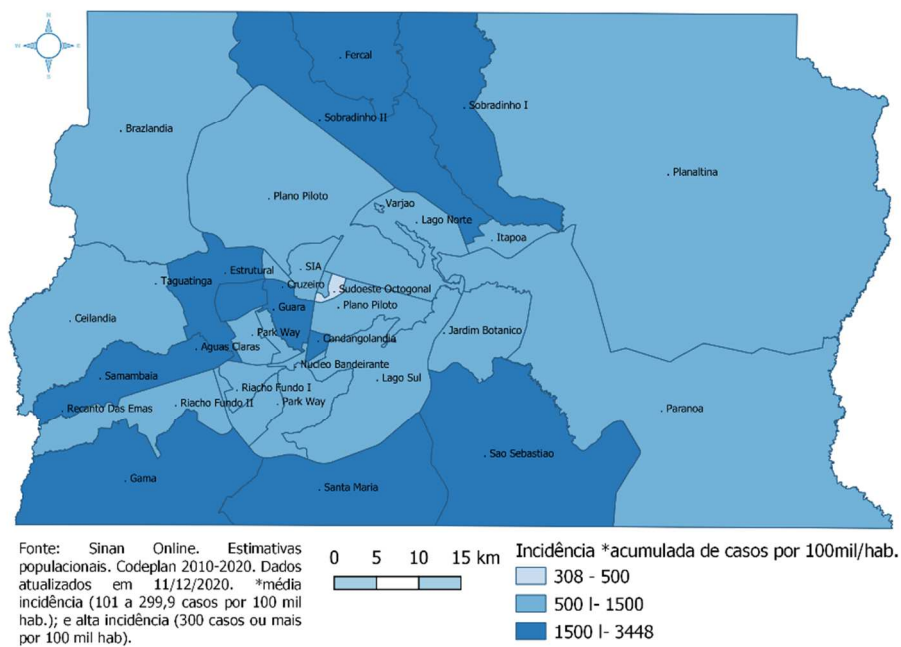 . Fercal
. Sobradinho I
. Sobradinho II
. Brazlandia
. Planaltina
. Plano Piloto
. Varjao
. Lago Norte
. Itapoa
. SIA
. Estrutural
. Taguatinga
. Cruzeiro
. Sudoeste Octogonal
. Guara
. Plano Piloto
. Ceilandia
. Park Way
. Jardim Botanico
. Candangolandia
. Aguas Claras
. Nucleo Bandeirante
. Samambaia
. Lago Sul
. Riacho Fundo I
. Recanto Das Emas
. Riacho Fundo II
. Park Way
. Paranoa
. Sao Sebastiao
. Gama
. Santa Maria
Fonte: Sinan Online. Estimativas
populacionais. Codeplan 2010-2020. Dados
atualizados em 11/12/2020. *média
incidência (101 a 299,9 casos por 100 mil
hab.); e alta incidência (300 casos ou mais
por 100 mil hab).
0 5 10 15 km
Incidência *acumulada de casos por 100mil/hab.
308 - 500
500 I- 1500
1500 I- 3448